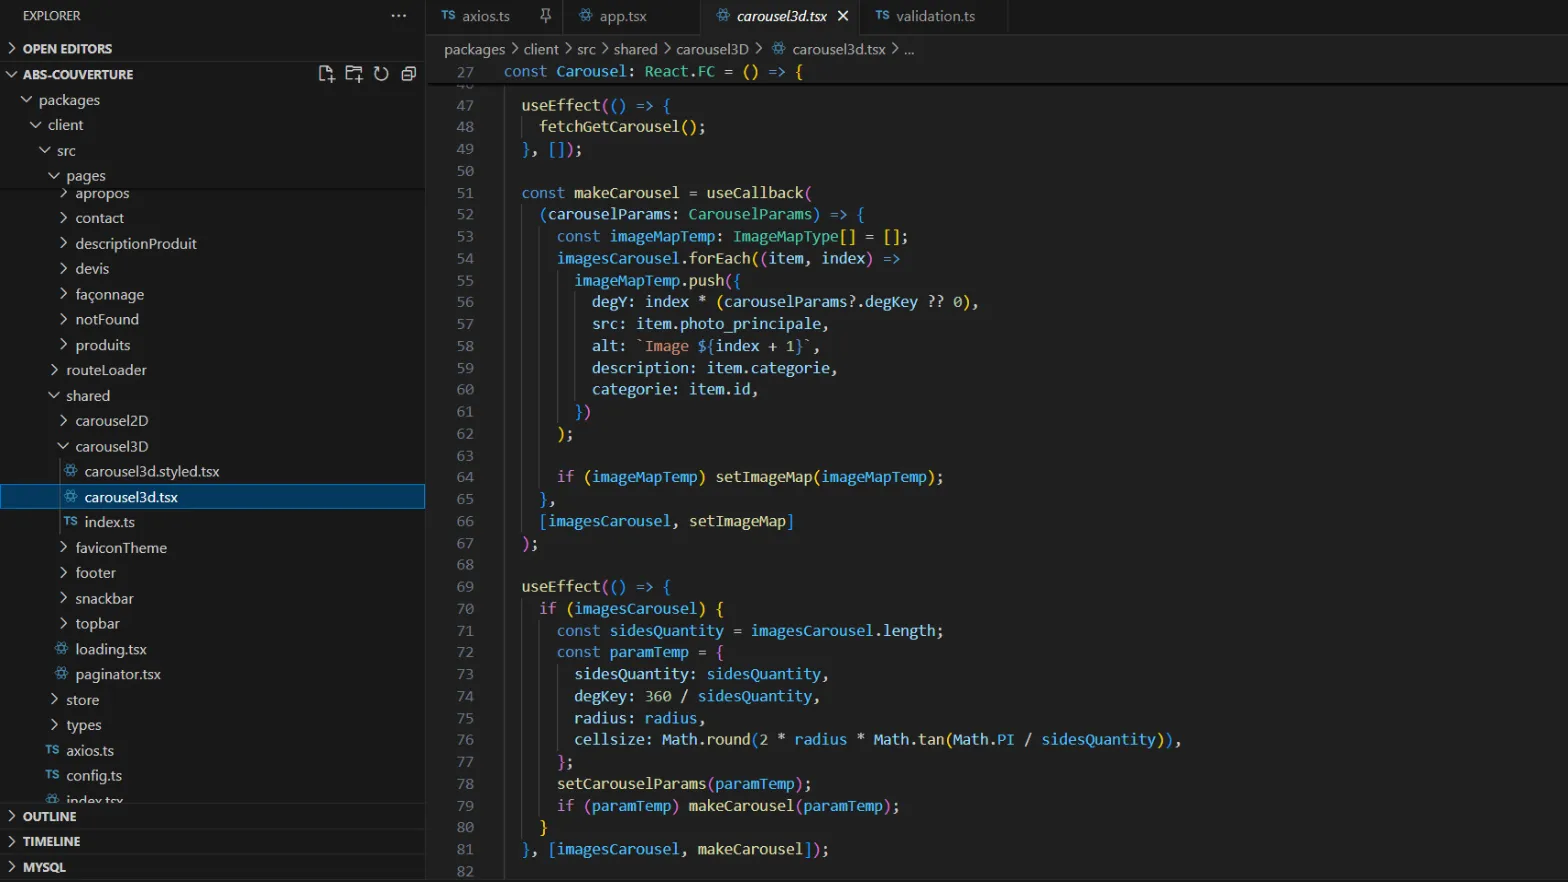 EXPLORER
OPEN EDITORS
ABS-COUVERTURE
packages
client
src
pages
apropos
contact
descriptionProduit
devis
façonnage
notFound
produits
routeLoader
shared
carousel2D
carousel3D
carousel3d.styled.tsx
carousel3d.tsx
TS index.ts
faviconTheme
footer
snackbar
topbar
loading.tsx
paginator.tsx
store
types
TS axios.ts
TS config.ts
index.tsx
OUTLINE
TIMELINE
MYSQL
TS axios.ts
app.tsx
carousel3d.tsx
TS validation.ts
packages > client > src > shared > carousel3D > carousel3d.tsx > ...
27 const Carousel: React.FC = () => {
46
47 useEffect(() => {
48 fetchGetCarousel();
49 }, []);
50
51 const makeCarousel = useCallback(
52 (carouselParams: CarouselParams) => {
53 const imageMapTemp: ImageMapType[] = [];
54 imagesCarousel.forEach((item, index) =>
55 imageMapTemp.push({
56 degY: index * (carouselParams?.degKey ?? 0),
57 src: item.photo_principale,
58 alt: `Image ${index + 1}`,
59 description: item.categorie,
60 categorie: item.id,
61 })
62 );
63
64 if (imageMapTemp) setImageMap(imageMapTemp);
65 },
66 [imagesCarousel, setImageMap]
67 );
68
69 useEffect(() => {
70 if (imagesCarousel) {
71 const sidesQuantity = imagesCarousel.length;
72 const paramTemp = {
73 sidesQuantity: sidesQuantity,
74 degKey: 360 / sidesQuantity,
75 radius: radius,
76 cellsize: Math.round(2 * radius * Math.tan(Math.PI / sidesQuantity)),
77 };
78 setCarouselParams(paramTemp);
79 if (paramTemp) makeCarousel(paramTemp);
80 }
81 }, [imagesCarousel, makeCarousel]);
82